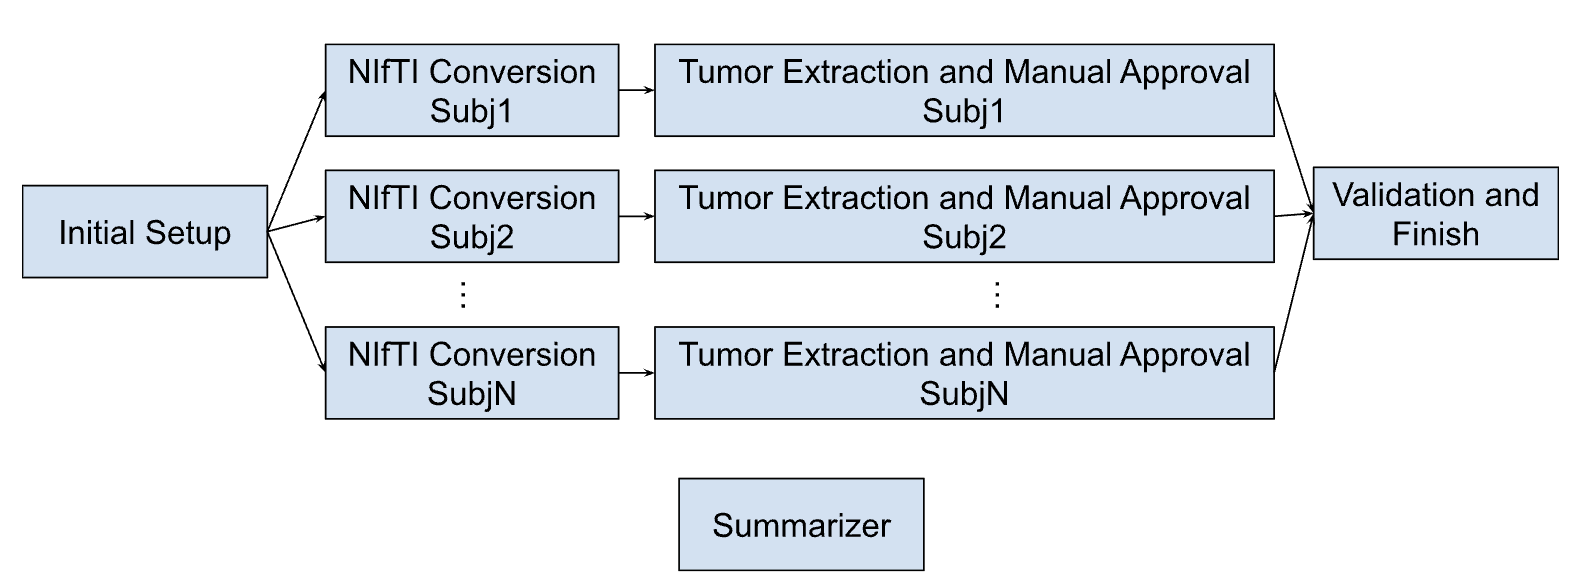 Initial Setup
NIfTI Conversion
Subj1
Tumor Extraction and Manual Approval
Subj1
NIfTI Conversion
Subj2
Tumor Extraction and Manual Approval
Subj2
⋮
⋮
NIfTI Conversion
SubjN
Tumor Extraction and Manual Approval
SubjN
Validation and
Finish
Summarizer